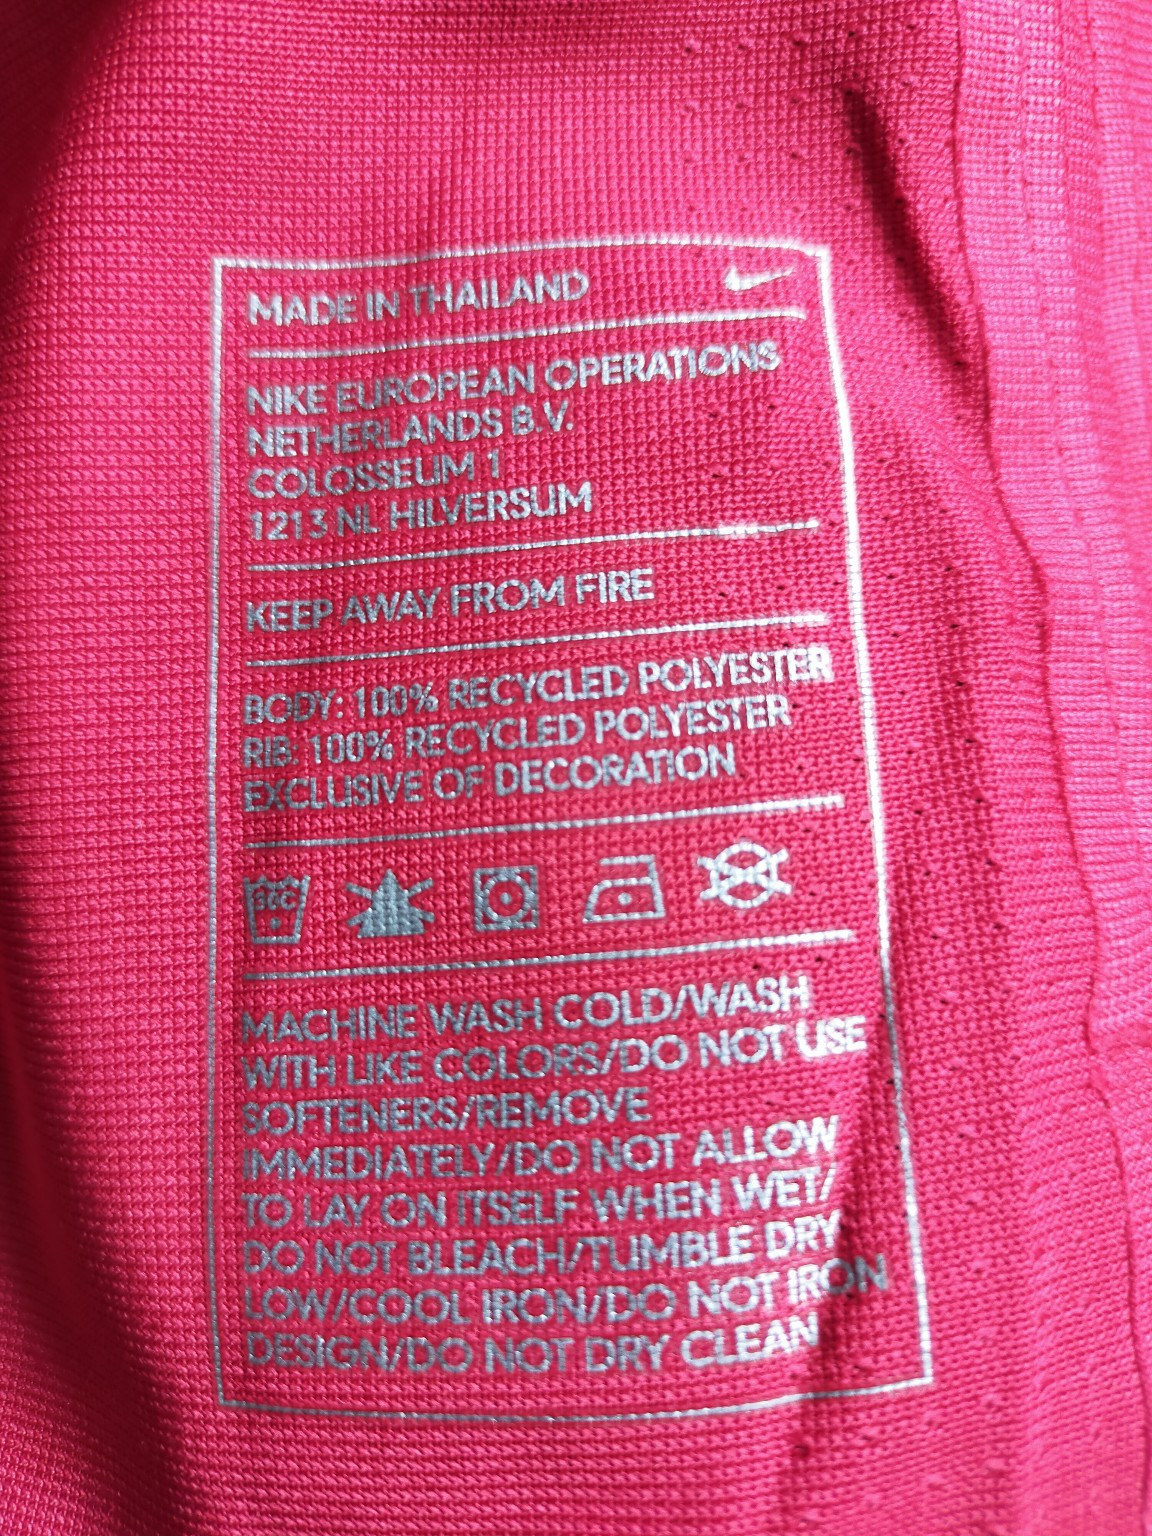 MADE IN THAILAND
NIKE EUROPEAN OPERATIONS
NETHERLANDS B.V.
COLOSSEUM 1
1213 NL HILVERSUM
KEEP AWAY FROM FIRE
BODY: 100% RECYCLED POLYESTER
RIB: 100% RECYCLED POLYESTER
EXCLUSIVE OF DECORATION
30C
MACHINE WASH COLD/WASH
WITH LIKE COLORS/DO NOT USE
SOFTENERS/REMOVE
IMMEDIATELY/DO NOT ALLOW
TO LAY ON ITSELF WHEN WET/
DO NOT BLEACH/TUMBLE DRY
LOW/COOL IRON/DO NOT IRON
DESIGN/DO NOT DRY CLEAN